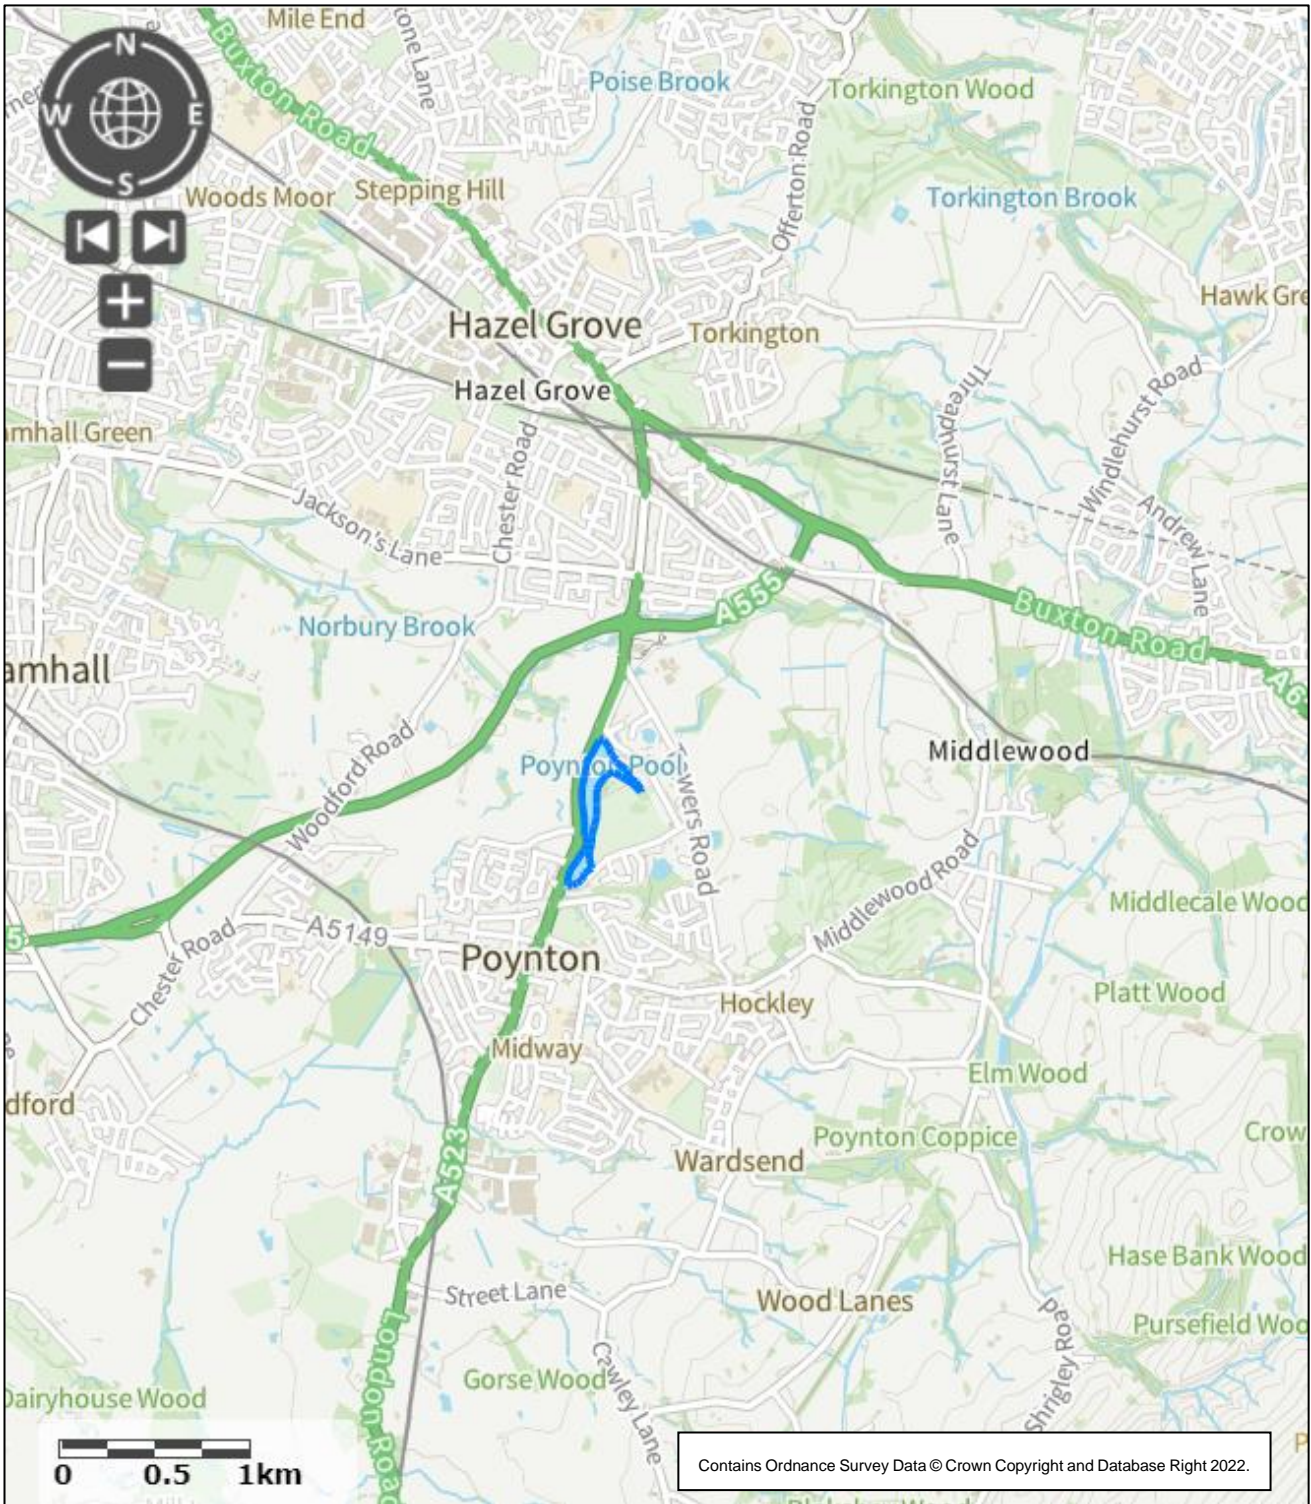 Mile End
Buxton Road
Poise Brook
Torkington Wood
N
W
E
S
Offerton Road
Woods Moor
Stepping Hill
Torkington Brook
Hawk Gre
Hazel Grove
Torkington
Hazel Grove
Threaphurst Lane
Windlehurst Road
amhall Green
Chester Road
Jackson's Lane
Andrew Lane
A555
Norbury Brook
Buxton Road
amhall
A6
Woodford Road
Poynton Pool
Towers Road
Middlewood
Middlewood Road
Middlecale Wood
5
Chester Road
A5149
Poynton
Platt Wood
Hockley
Midway
Elm Wood
dford
Poynton Coppice
Crow
A523
Wardsend
Hase Bank Wood
Street Lane
Wood Lanes
Shrigley Road
Pursefield Woo
London Road
Gorse Wood
Cawley Lane
Dairyhouse Wood
0 0.5 1km
Contains Ordnance Survey Data © Crown Copyright and Database Right 2022.